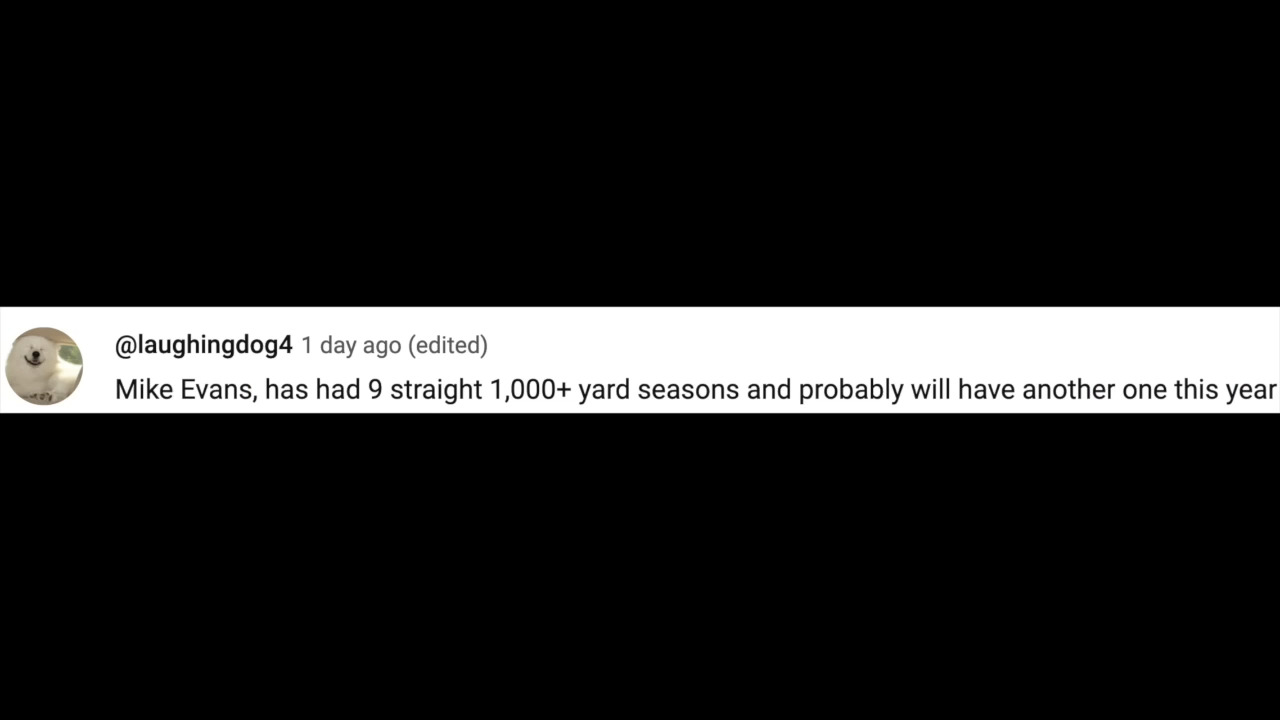 @laughingdog4 1 day ago (edited)
Mike Evans, has had 9 straight 1,000+ yard seasons and probably will have another one this year